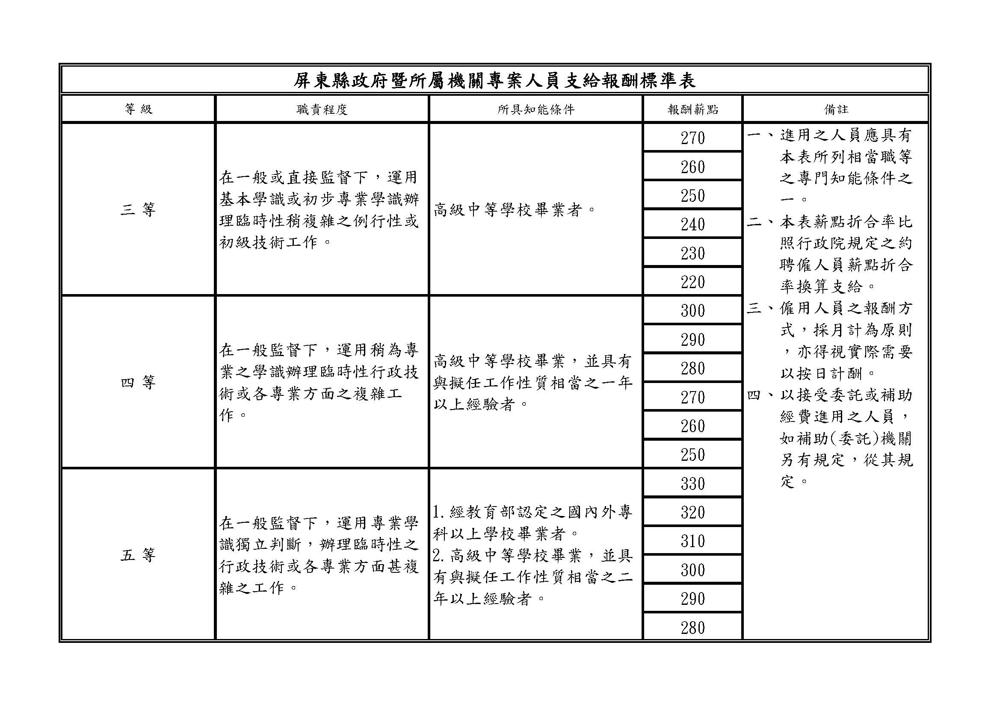 屏東縣政府暨所屬機關專案人員支給報酬標準表
等 級
職責程度
所具知能條件
報酬薪點
備註
三 等
在一般或直接監督下，運用
基本學識或初步專業學識辦
理臨時性稍複雜之例行性或
初級技術工作。
高級中等學校畢業者。
270
260
250
240
230
220
四 等
在一般監督下，運用稍為專
業之學識辦理臨時性行政技
術或各專業方面之複雜工
作。
高級中等學校畢業，並具有
與擬任工作性質相當之一年
以上經驗者。
300
290
280
270
260
250
五 等
在一般監督下，運用專業學
識獨立判斷，辦理臨時性之
行政技術或各專業方面甚複
雜之工作。
1. 經教育部認定之國內外專
科以上學校畢業者。
2. 高級中等學校畢業，並具
有與擬任工作性質相當之二
年以上經驗者。
330
320
310
300
290
280
一、進用之人員應具有
本表所列相當職等
之專門知能條件之
一。
二、本表薪點折合率比
照行政院規定之約
聘僱人員薪點折合
率換算支給。
三、僱用人員之報酬方
式，採月計為原則
，亦得視實際需要
以按日計酬。
四、以接受委託或補助
經費進用之人員，
如補助(委託)機關
另有規定，從其規
定。